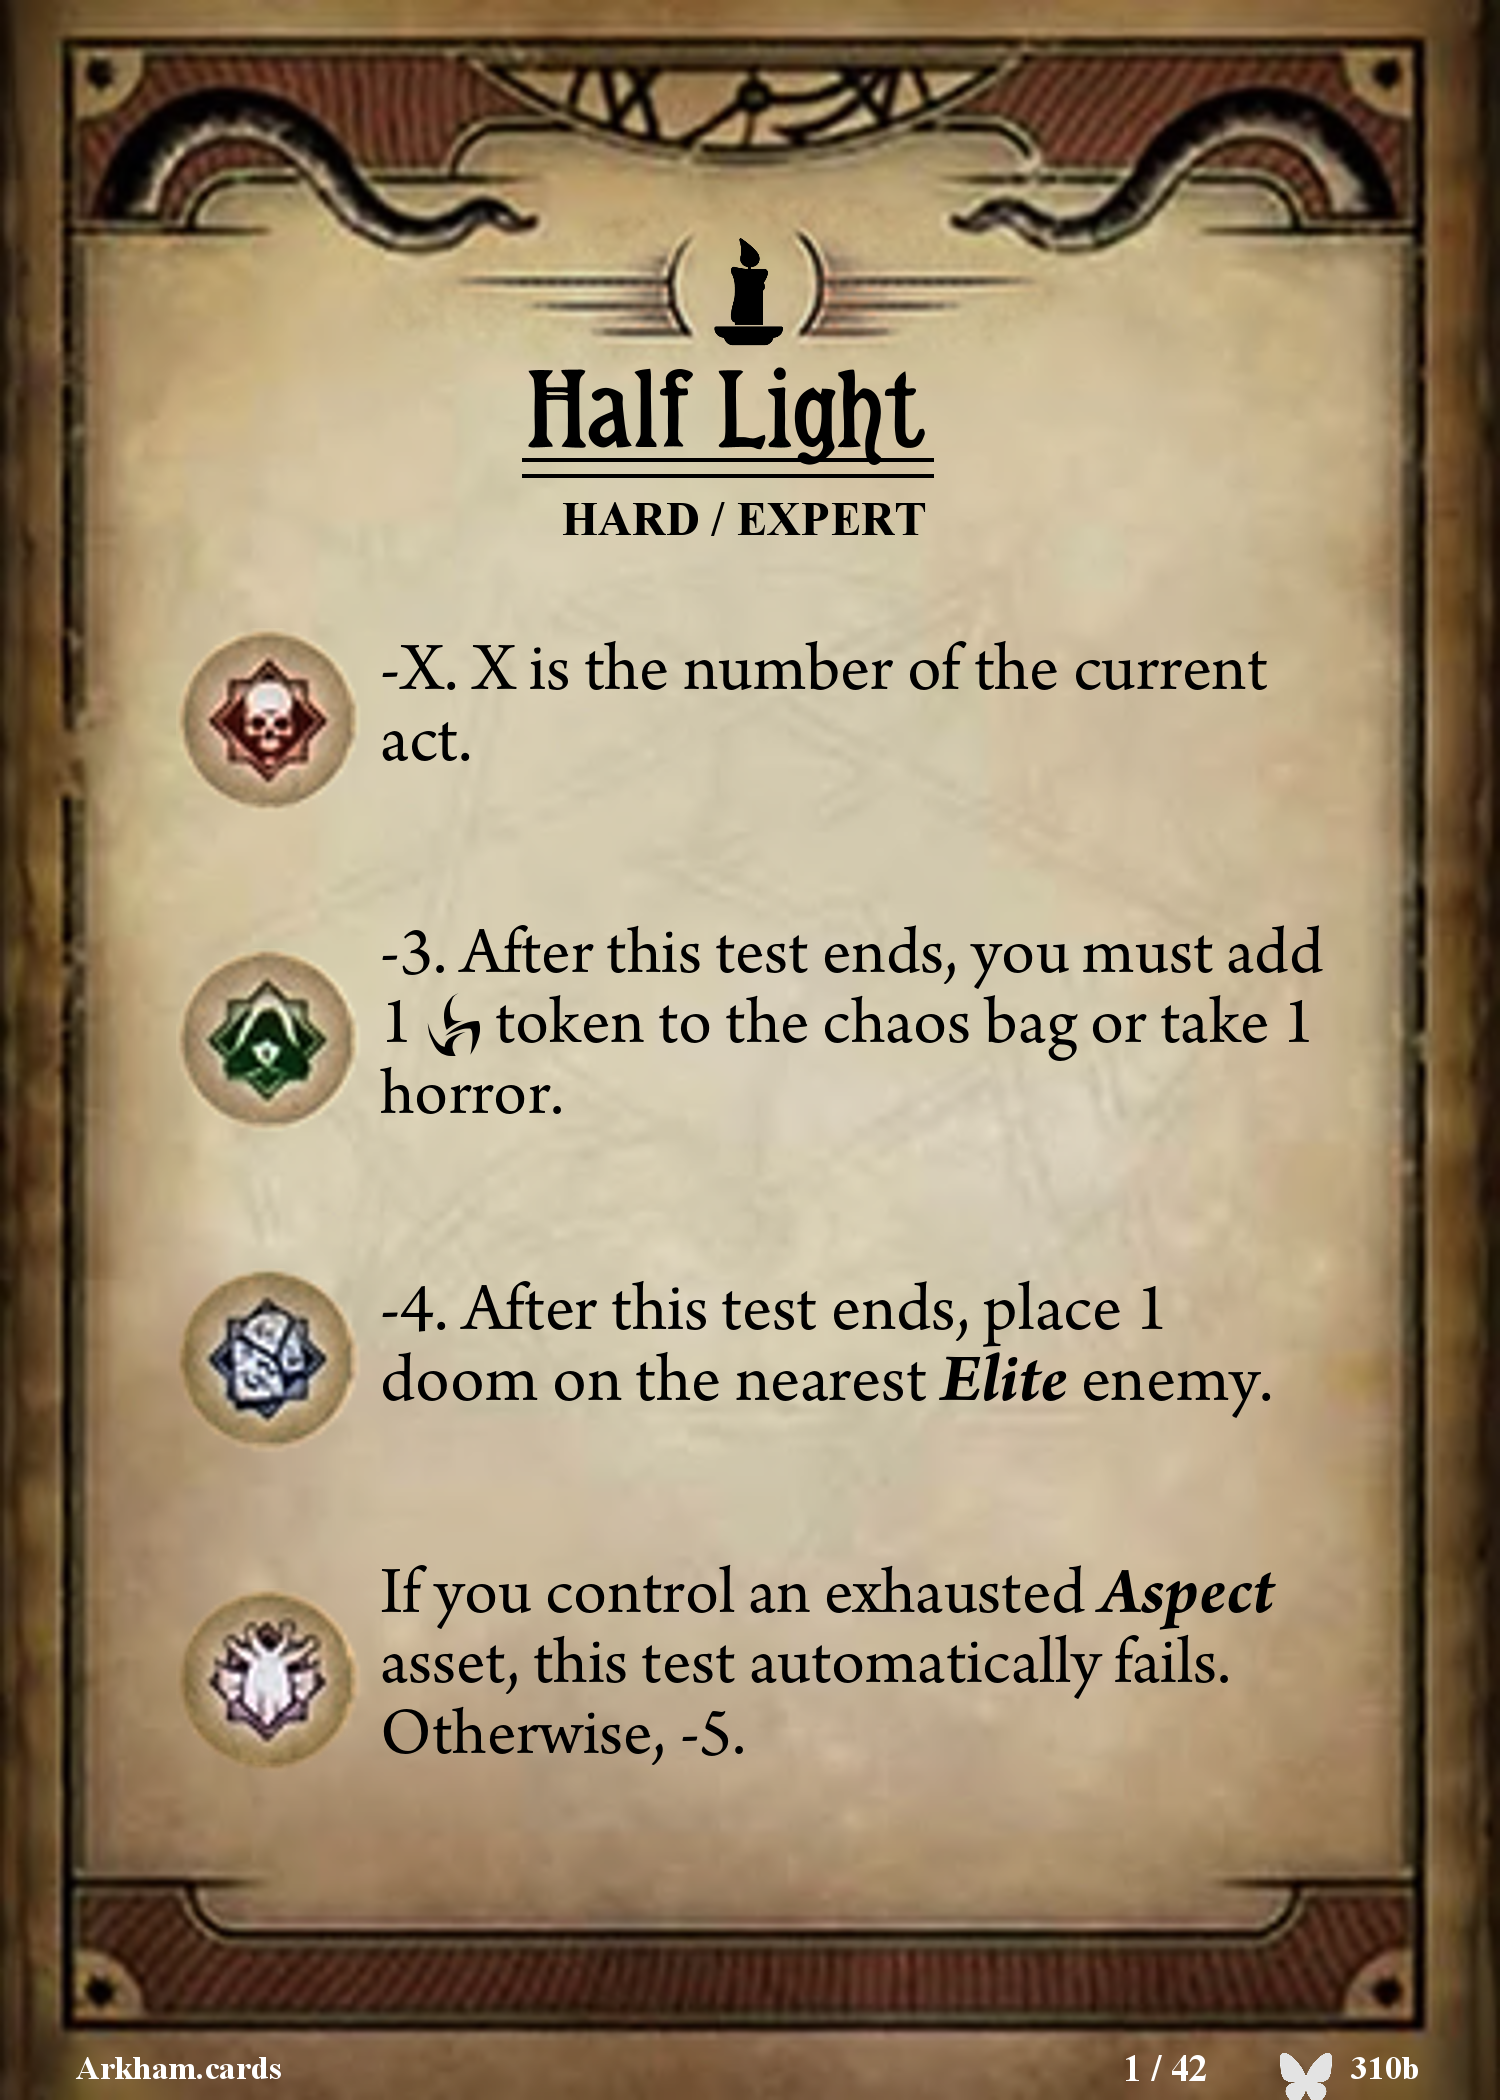 Half Light
HARD / EXPERT
-X. X is the number of the current
act.
-3. After this test ends, you must add
1 token to the chaos bag or take 1
horror.
-4. After this test ends, place 1
doom on the nearest Elite enemy.
If you control an exhausted Aspect
asset, this test automatically fails.
Otherwise, -5.
Arkham.cards
1 / 42
310b